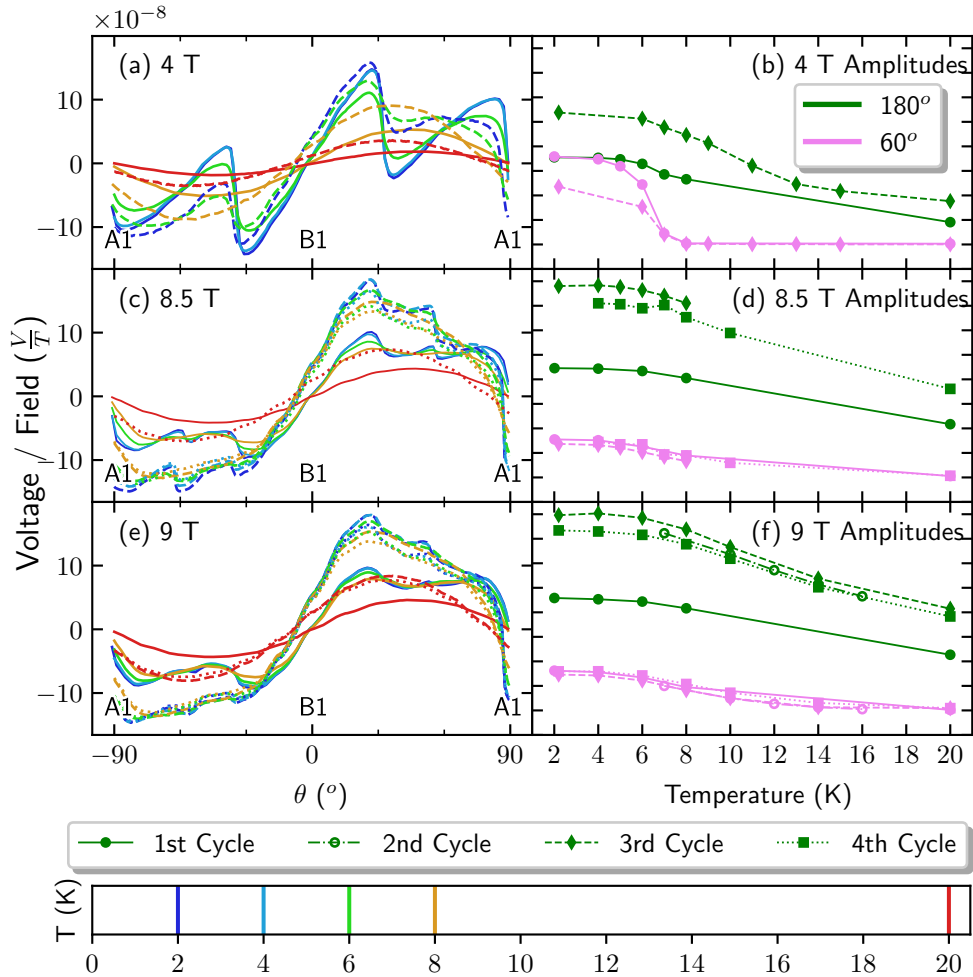 ×10⁻⁸
(a) 4 T
(b) 4 T Amplitudes
180ᵒ
60ᵒ
10
0
−10
A1
B1
A1
(c) 8.5 T
(d) 8.5 T Amplitudes
10
0
−10
A1
B1
A1
Voltage / Field (V/T)
(e) 9 T
(f) 9 T Amplitudes
10
0
−10
A1
B1
A1
−90 0 90
2 4 6 8 10 12 14 16 18 20
θ (ᵒ)
Temperature (K)
1st Cycle 2nd Cycle 3rd Cycle 4th Cycle
T (K)
0 2 4 6 8 10 12 14 16 18 20